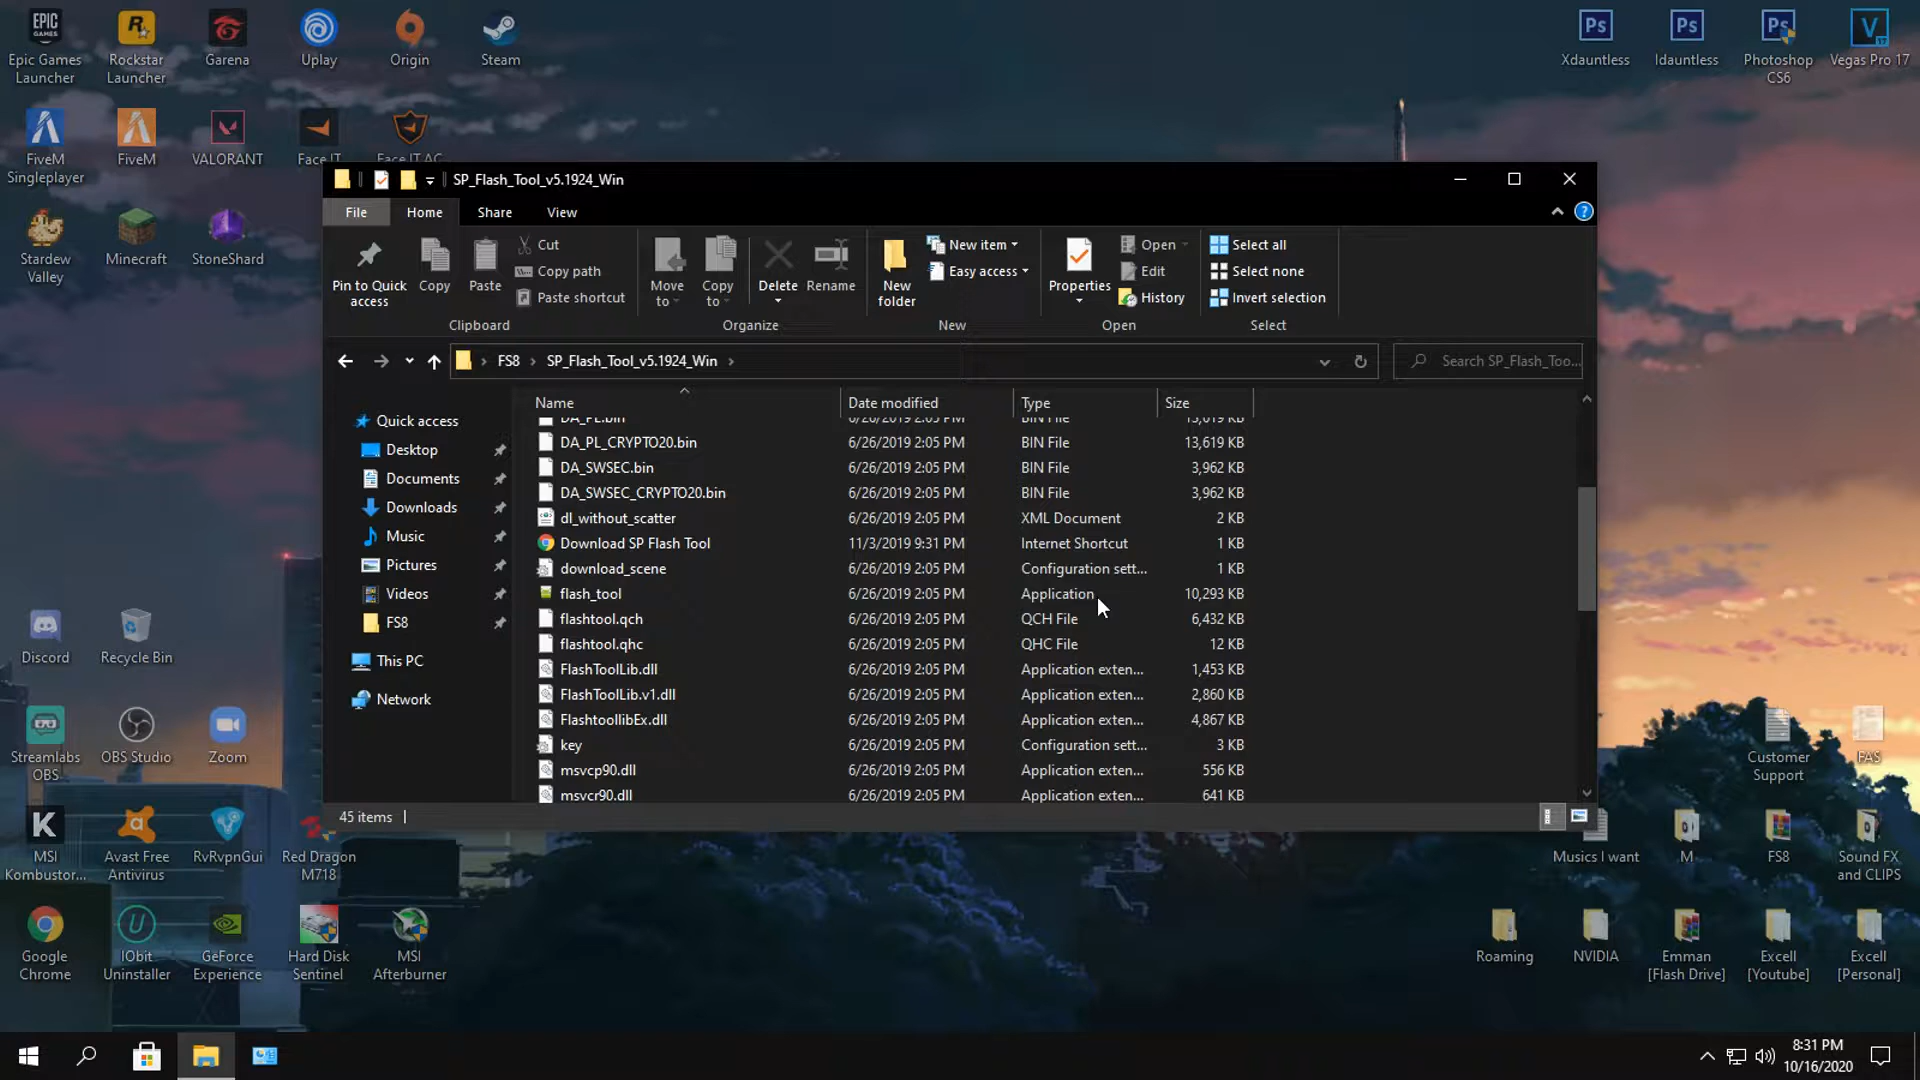 Epic Games
Launcher
Rockstar
Launcher
Garena
Uplay
Origin
Steam
Xdauntless
Idauntless
Photoshop
CS6
Vegas Pro 17
FiveM
Singleplayer
FiveM
VALORANT
Face IT
Face IT AC
Stardew
Valley
Minecraft
StoneShard
Discord
Recycle Bin
Streamlabs
OBS
OBS Studio
Zoom
MSI
Kombustor...
Avast Free
Antivirus
RvRvpnGui
Red Dragon
M718
Google
Chrome
IObit
Uninstaller
GeForce
Experience
Hard Disk
Sentinel
MSI
Afterburner
SP_Flash_Tool_v5.1924_Win
File
Home
Share
View
Pin to Quick
access
Copy
Paste
Cut
Copy path
Paste shortcut
Clipboard
Move
to
Copy
to
Delete
Rename
Organize
New
folder
New item
Easy access
New
Properties
Open
Edit
History
Open
Select all
Select none
Invert selection
Select
FS8 SP_Flash_Tool_v5.1924_Win
Search SP_Flash_Too...
Quick access
Desktop
Documents
Downloads
Music
Pictures
Videos
FS8
This PC
Network
Name Date modified Type Size
DA_PL.bin 6/26/2019 2:05 PM BIN File 13,619 KB
DA_PL_CRYPTO20.bin 6/26/2019 2:05 PM BIN File 13,619 KB
DA_SWSEC.bin 6/26/2019 2:05 PM BIN File 3,962 KB
DA_SWSEC_CRYPTO20.bin 6/26/2019 2:05 PM BIN File 3,962 KB
dl_without_scatter 6/26/2019 2:05 PM XML Document 2 KB
Download SP Flash Tool 11/3/2019 9:31 PM Internet Shortcut 1 KB
download_scene 6/26/2019 2:05 PM Configuration sett... 1 KB
flash_tool 6/26/2019 2:05 PM Application 10,293 KB
flashtool.qch 6/26/2019 2:05 PM QCH File 6,432 KB
flashtool.qhc 6/26/2019 2:05 PM QHC File 12 KB
FlashToolLib.dll 6/26/2019 2:05 PM Application exten... 1,453 KB
FlashToolLib.v1.dll 6/26/2019 2:05 PM Application exten... 2,860 KB
FlashtoollibEx.dll 6/26/2019 2:05 PM Application exten... 4,867 KB
key 6/26/2019 2:05 PM Configuration sett... 3 KB
msvcp90.dll 6/26/2019 2:05 PM Application exten... 556 KB
msvcr90.dll 6/26/2019 2:05 PM Application exten... 641 KB
45 items
Customer
Support
FAS
Musics I want
M
FS8
Sound FX
and CLIPS
Roaming
NVIDIA
Emman
[Flash Drive]
Excell
[Youtube]
Excell
[Personal]
8:31 PM
10/16/2020